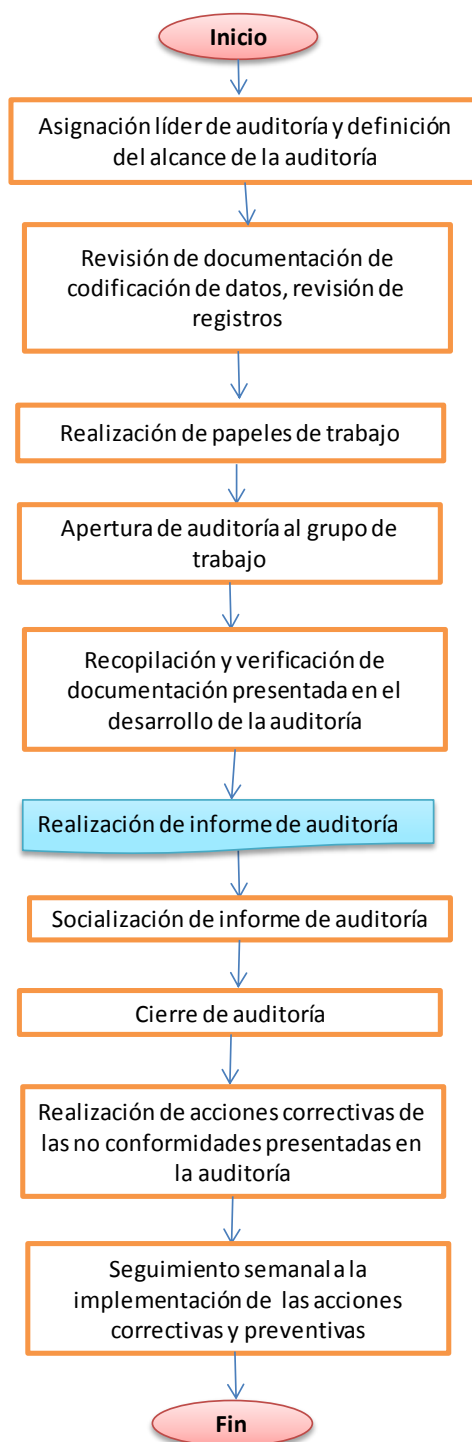 Inicio
Asignación líder de auditoría y definición
del alcance de la auditoría
Revisión de documentación de
codificación de datos, revisión de
registros
Realización de papeles de trabajo
Apertura de auditoría al grupo de
trabajo
Recopilación y verificación de
documentación presentada en el
desarrollo de la auditoría
Realización de informe de auditoría
Socialización de informe de auditoría
Cierre de auditoría
Realización de acciones correctivas de
las no conformidades presentadas en
la auditoría
Seguimiento semanal a la
implementación de las acciones
correctivas y preventivas
Fin